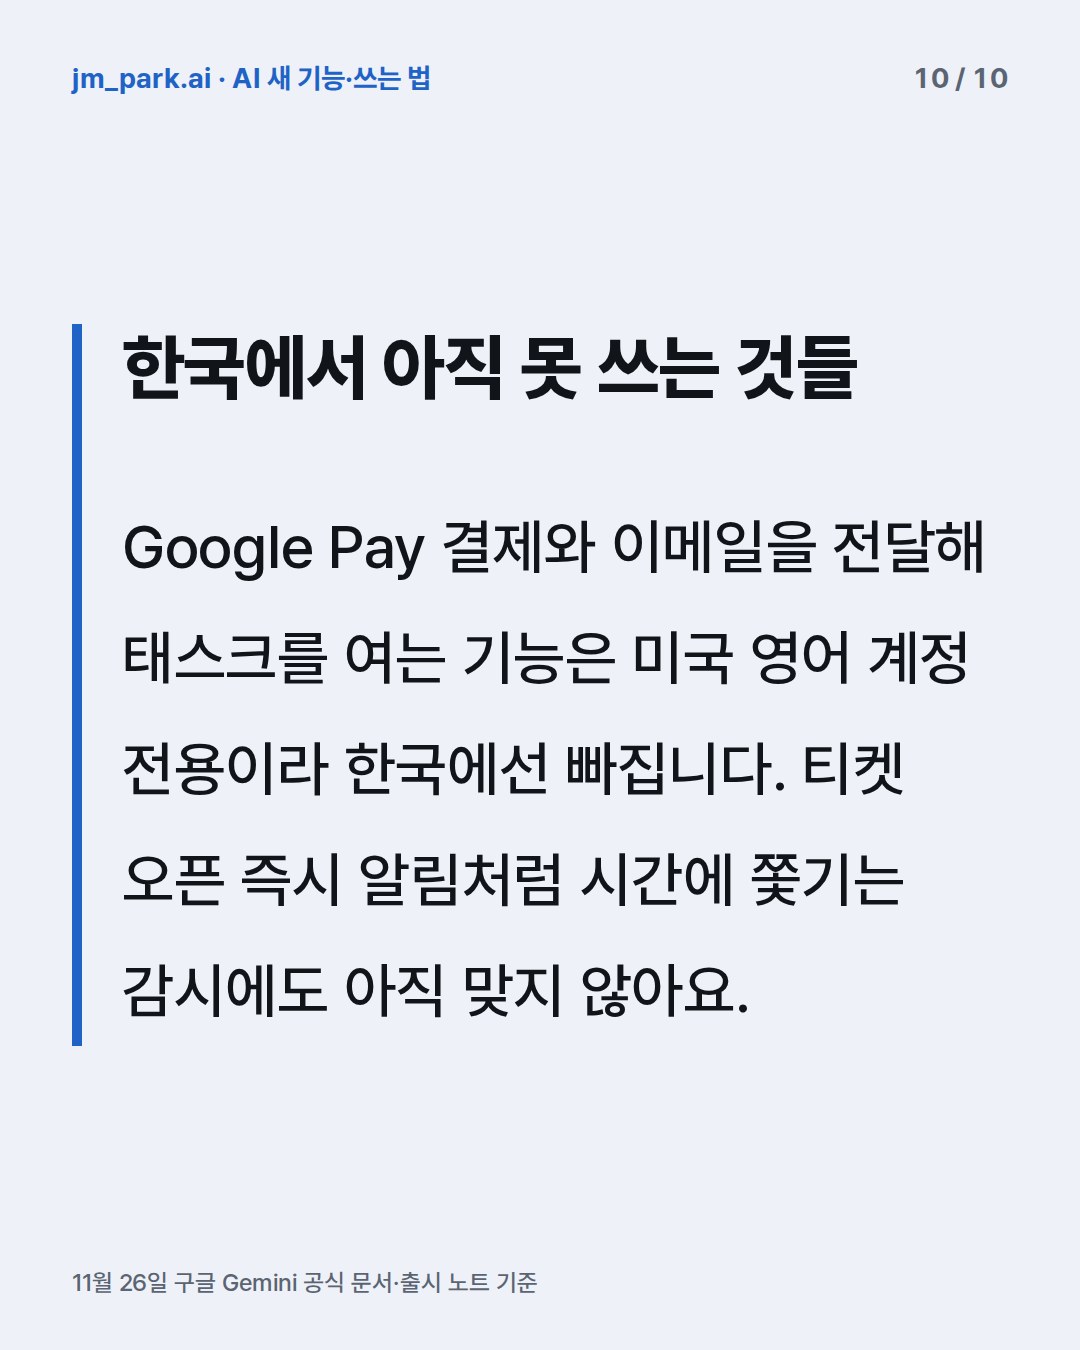 jm_park.ai · AI 새 기능·쓰는 법
10 / 10
한국에서 아직 못 쓰는 것들
Google Pay 결제와 이메일을 전달해
태스크를 여는 기능은 미국 영어 계정
전용이라 한국에선 빠집니다. 티켓
오픈 즉시 알림처럼 시간에 쫓기는
감시에도 아직 맞지 않아요.
11월 26일 구글 Gemini 공식 문서·출시 노트 기준